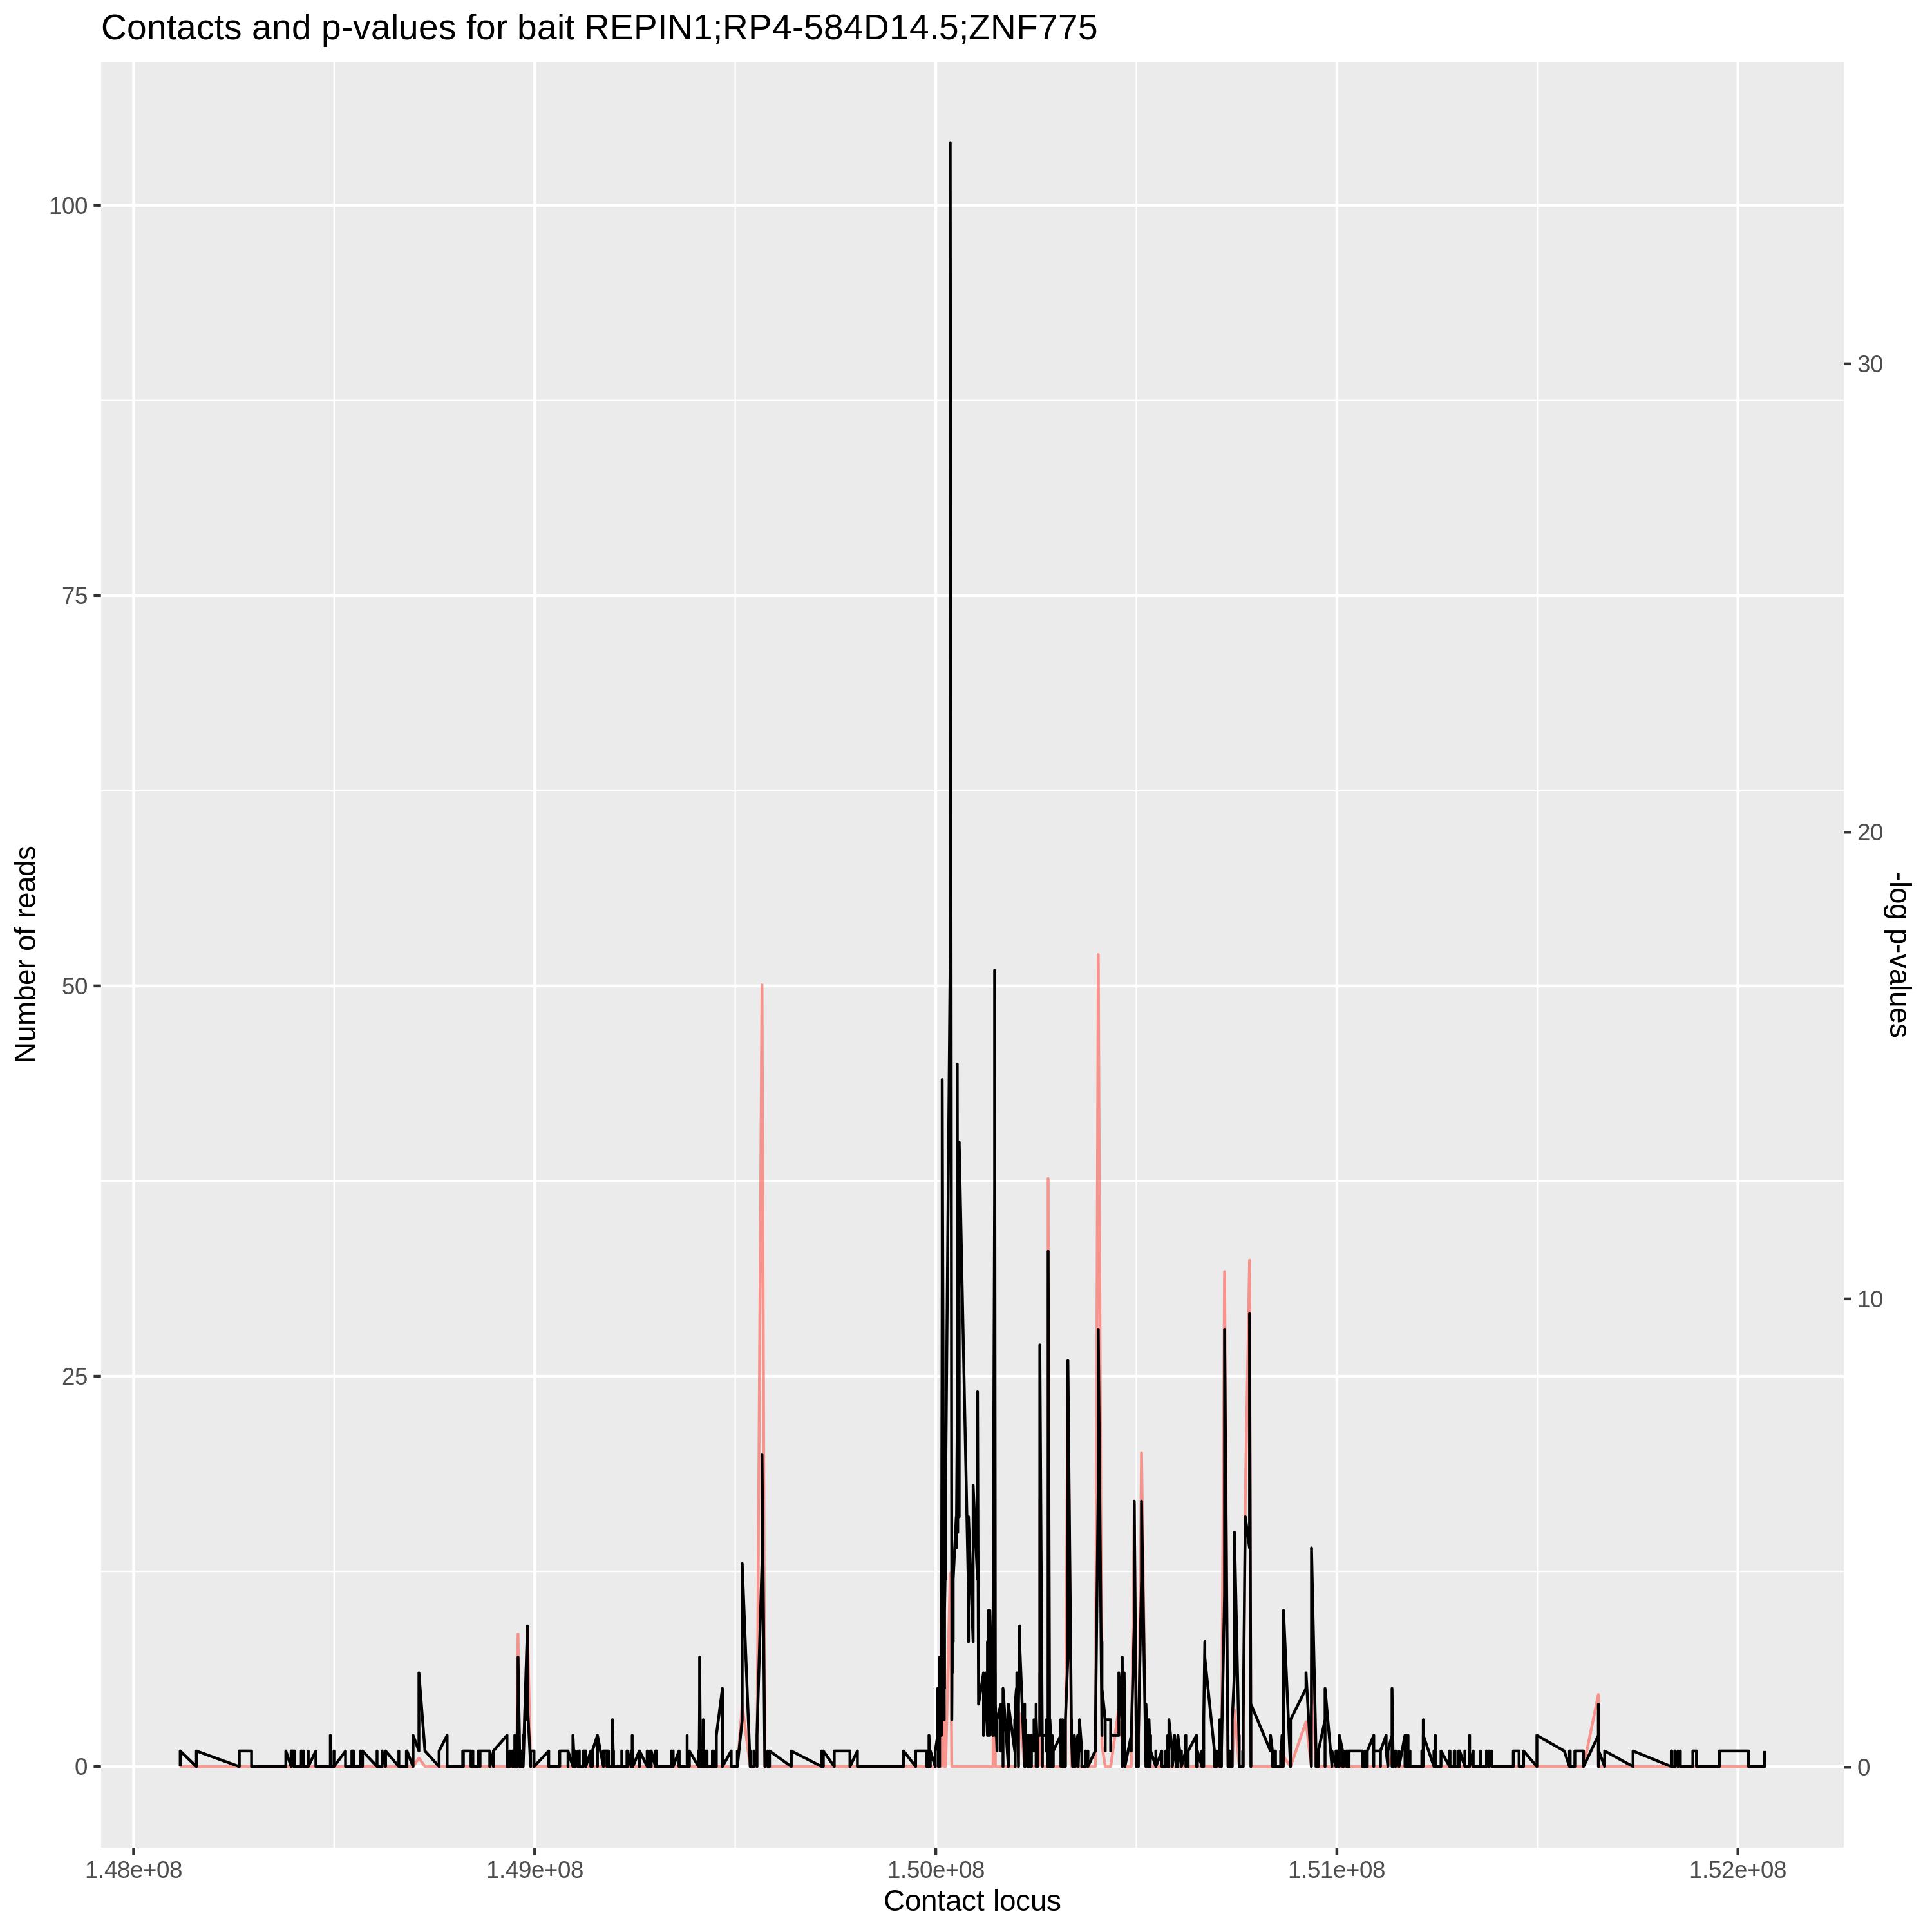 Contacts and p-values for bait REPIN1;RP4-584D14.5;ZNF775
100
75
50
25
0
Number of reads
30
20
10
0
-log p-values
1.48e+08
1.49e+08
1.50e+08
1.51e+08
1.52e+08
Contact locus